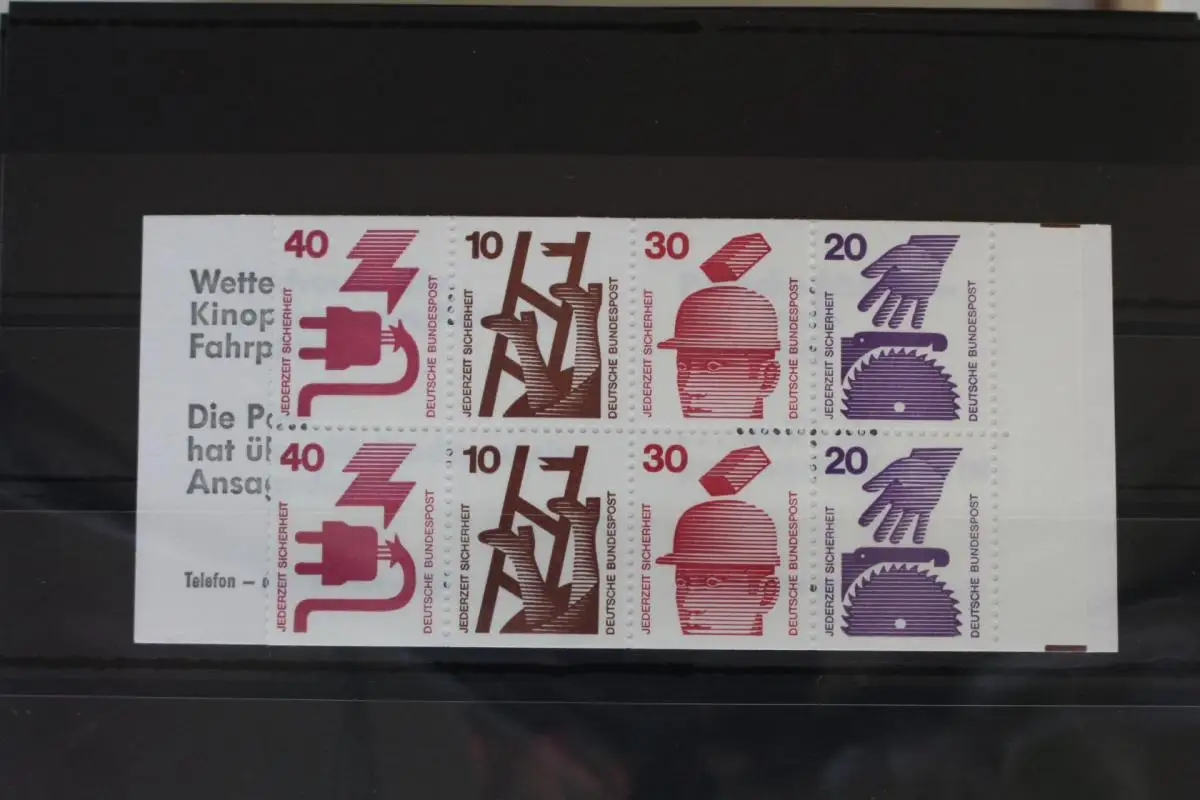 Wette
Kinop
Fahrp
Die Po
hat üb
Ansag
Telefon –
40
JEDERZEIT SICHERHEIT
DEUTSCHE BUNDESPOST
10
JEDERZEIT SICHERHEIT
DEUTSCHE BUNDESPOST
30
JEDERZEIT SICHERHEIT
DEUTSCHE BUNDESPOST
20
JEDERZEIT SICHERHEIT
DEUTSCHE BUNDESPOST
40
JEDERZEIT SICHERHEIT
DEUTSCHE BUNDESPOST
10
JEDERZEIT SICHERHEIT
DEUTSCHE BUNDESPOST
30
JEDERZEIT SICHERHEIT
DEUTSCHE BUNDESPOST
20
JEDERZEIT SICHERHEIT
DEUTSCHE BUNDESPOST